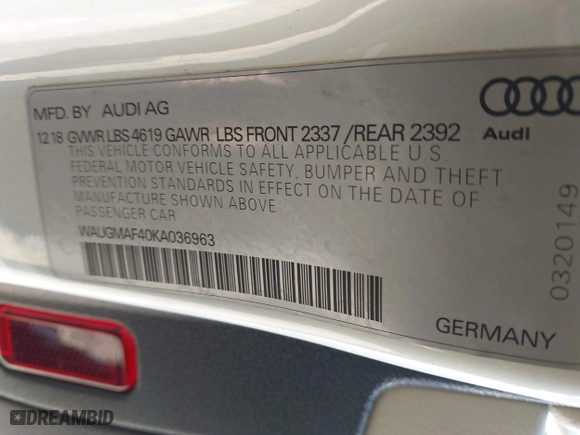 MFD. BY AUDI AG
12 18 GVWR LBS 4619 GAWR LBS FRONT 2337 /REAR 2392
THIS VEHICLE CONFORMS TO ALL APPLICABLE U.S.
FEDERAL MOTOR VEHICLE SAFETY, BUMPER AND THEFT
PREVENTION STANDARDS IN EFFECT ON THE DATE OF
MANUFACTURE SHOWN ABOVE
PASSENGER CAR
WAUGMAF40KA036963
Audi
0320149
GERMANY
DREAMBID